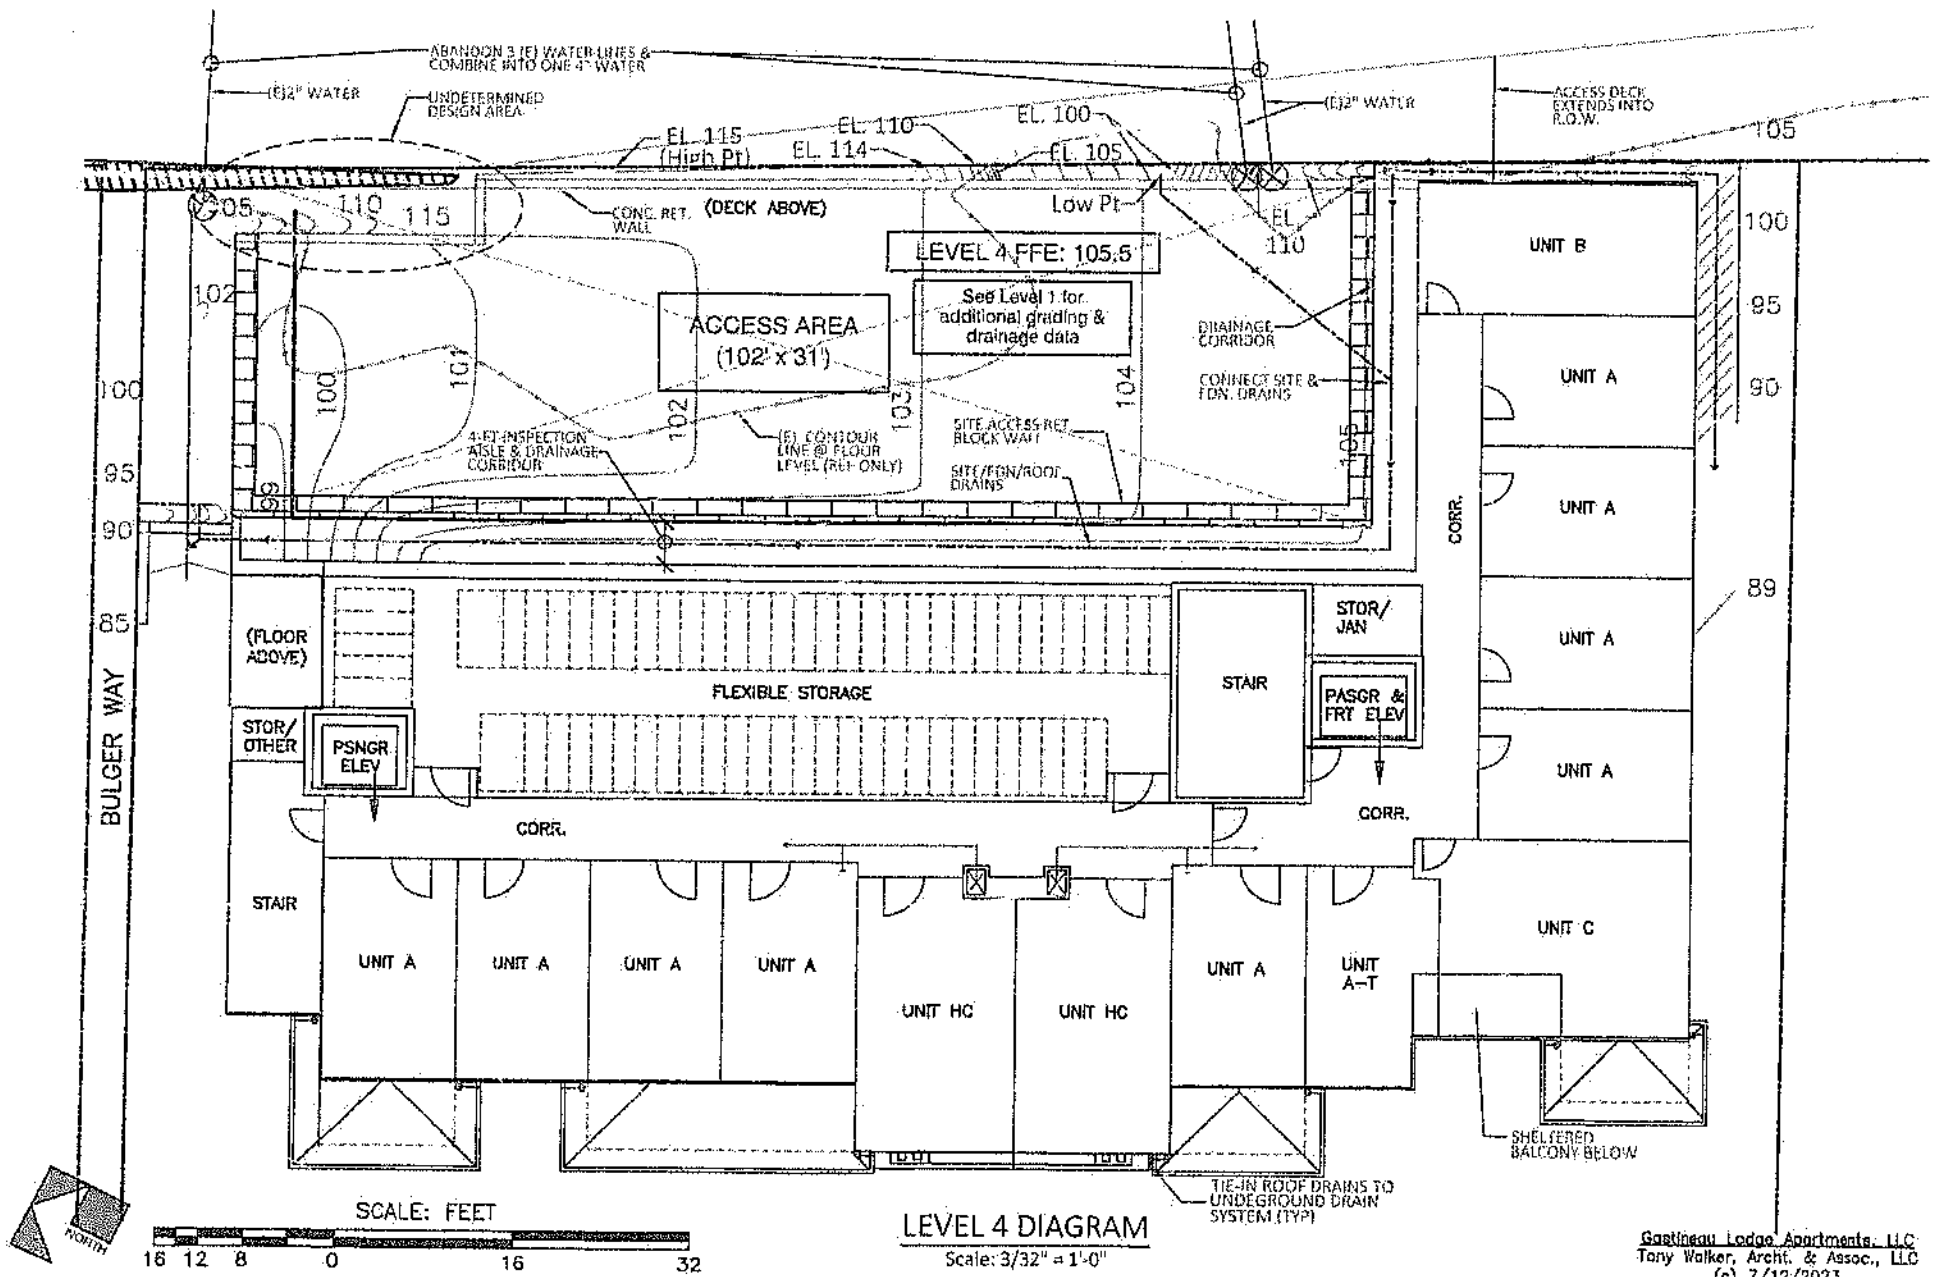 ABANDON 3 (E) WATER LINES &
COMBINE INTO ONE 4" WATER
(E)2" WATER
UNDETERMINED
DESIGN AREA
EL. 115
(High Pt)
EL. 110
EL. 114
EL. 100
EL. 105
(E)2" WATER
ACCESS DECK
EXTENDS INTO
R.O.W.
105
110
115
CONC. RET.
WALL
(DECK ABOVE)
Low Pt
EL
110
100
UNIT B
LEVEL 4 FFE: 105.5
102
See Level 1 for
additional grading &
drainage data
ACCESS AREA
(102' x 31')
DRAINAGE
CORRIDOR
95
100
100
101
102
103
104
105
CONNECT SITE &
FDN. DRAINS
UNIT A
90
4-FT INSPECTION
AISLE & DRAINAGE
CORRIDOR
(E) CONTOUR
LINE @ FLOUR
LEVEL (REF ONLY)
SITE ACCESS RET.
BLOCK WALL
SITE/FDN/ROOF
DRAINS
95
99
90
CORR.
UNIT A
85
(FLOOR
ABOVE)
STOR/
JAN
UNIT A
89
FLEXIBLE STORAGE
STAIR
PASGR &
FRT ELEV
STOR/
OTHER
PSNGR
ELEV
UNIT A
BULGER WAY
CORR.
CORR.
STAIR
UNIT A
UNIT A
UNIT A
UNIT A
UNIT HC
UNIT HC
UNIT A
UNIT
A-T
UNIT C
SHELTERED
BALCONY BELOW
TIE-IN ROOF DRAINS TO
UNDEGROUND DRAIN
SYSTEM (TYP)
NORTH
SCALE: FEET
16 12 8 0 16 32
LEVEL 4 DIAGRAM
Scale: 3/32" = 1'-0"
Gastineau Lodge Apartments, LLC
Tony Walker, Archt. & Assoc., LLC
(c) 7/12/2023